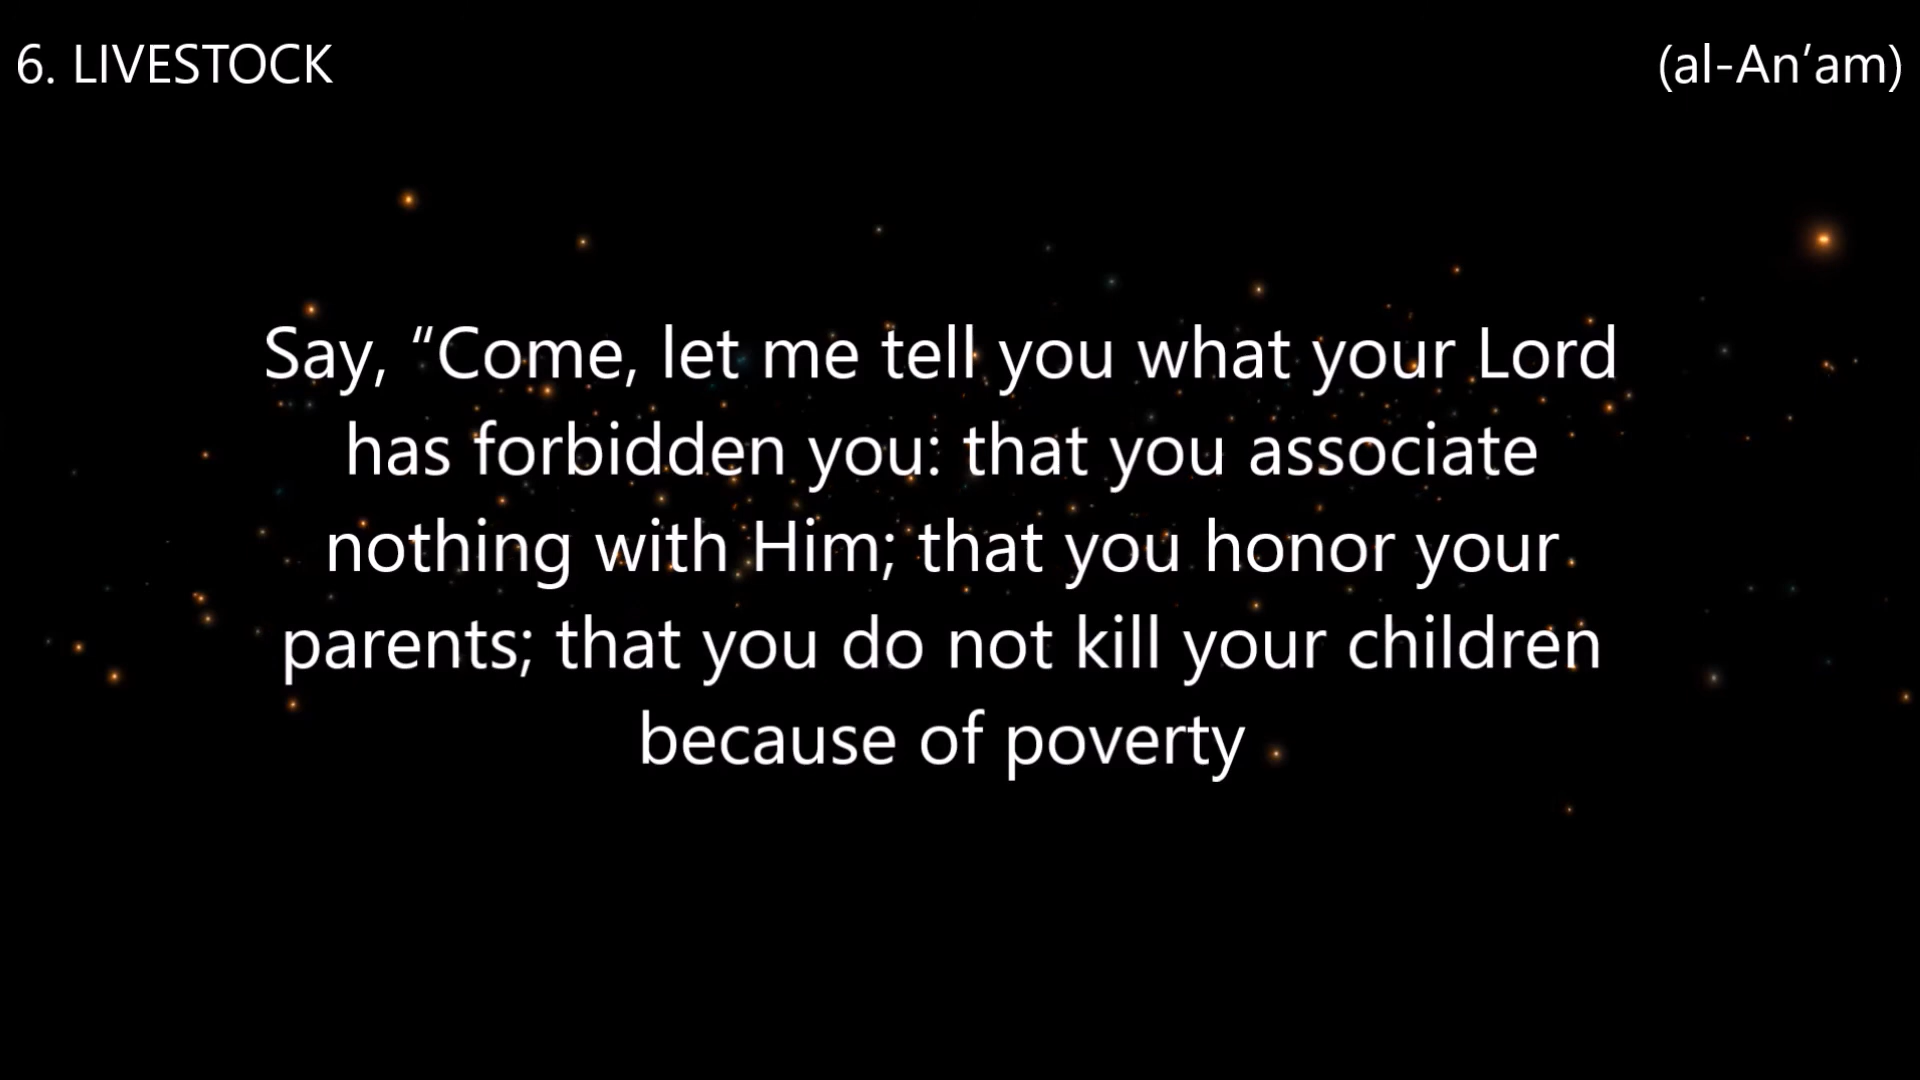 6. LIVESTOCK
(al-An’am)
Say, “Come, let me tell you what your Lord
has forbidden you: that you associate
nothing with Him; that you honor your
parents; that you do not kill your children
because of poverty